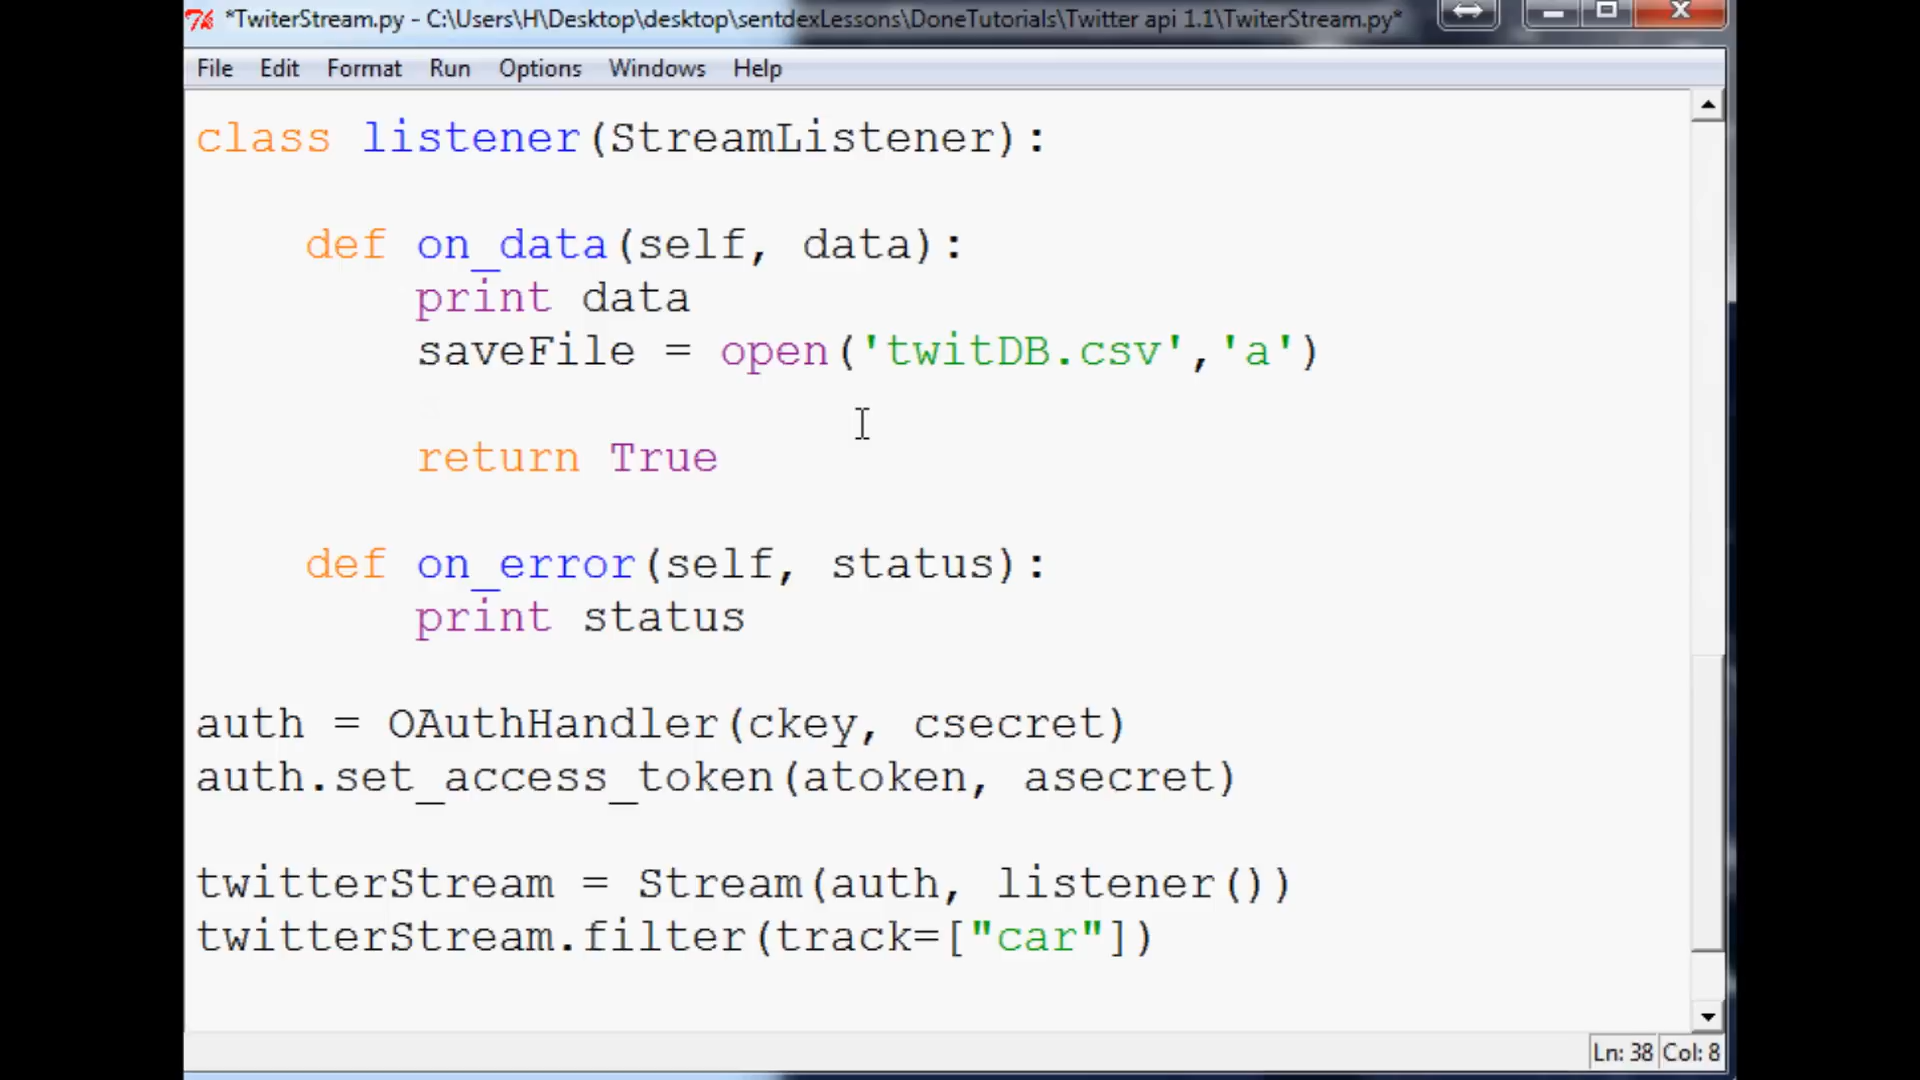 *TwiterStream.py - C:\Users\H\Desktop\desktop\sentdexLessons\DoneTutorials\Twitter api 1.1\TwiterStream.py*
File Edit Format Run Options Windows Help
class listener(StreamListener):
def on_data(self, data):
print data
saveFile = open('twitDB.csv','a')
return True
def on_error(self, status):
print status
auth = OAuthHandler(ckey, csecret)
auth.set_access_token(atoken, asecret)
twitterStream = Stream(auth, listener())
twitterStream.filter(track=["car"])
Ln: 38 Col: 8